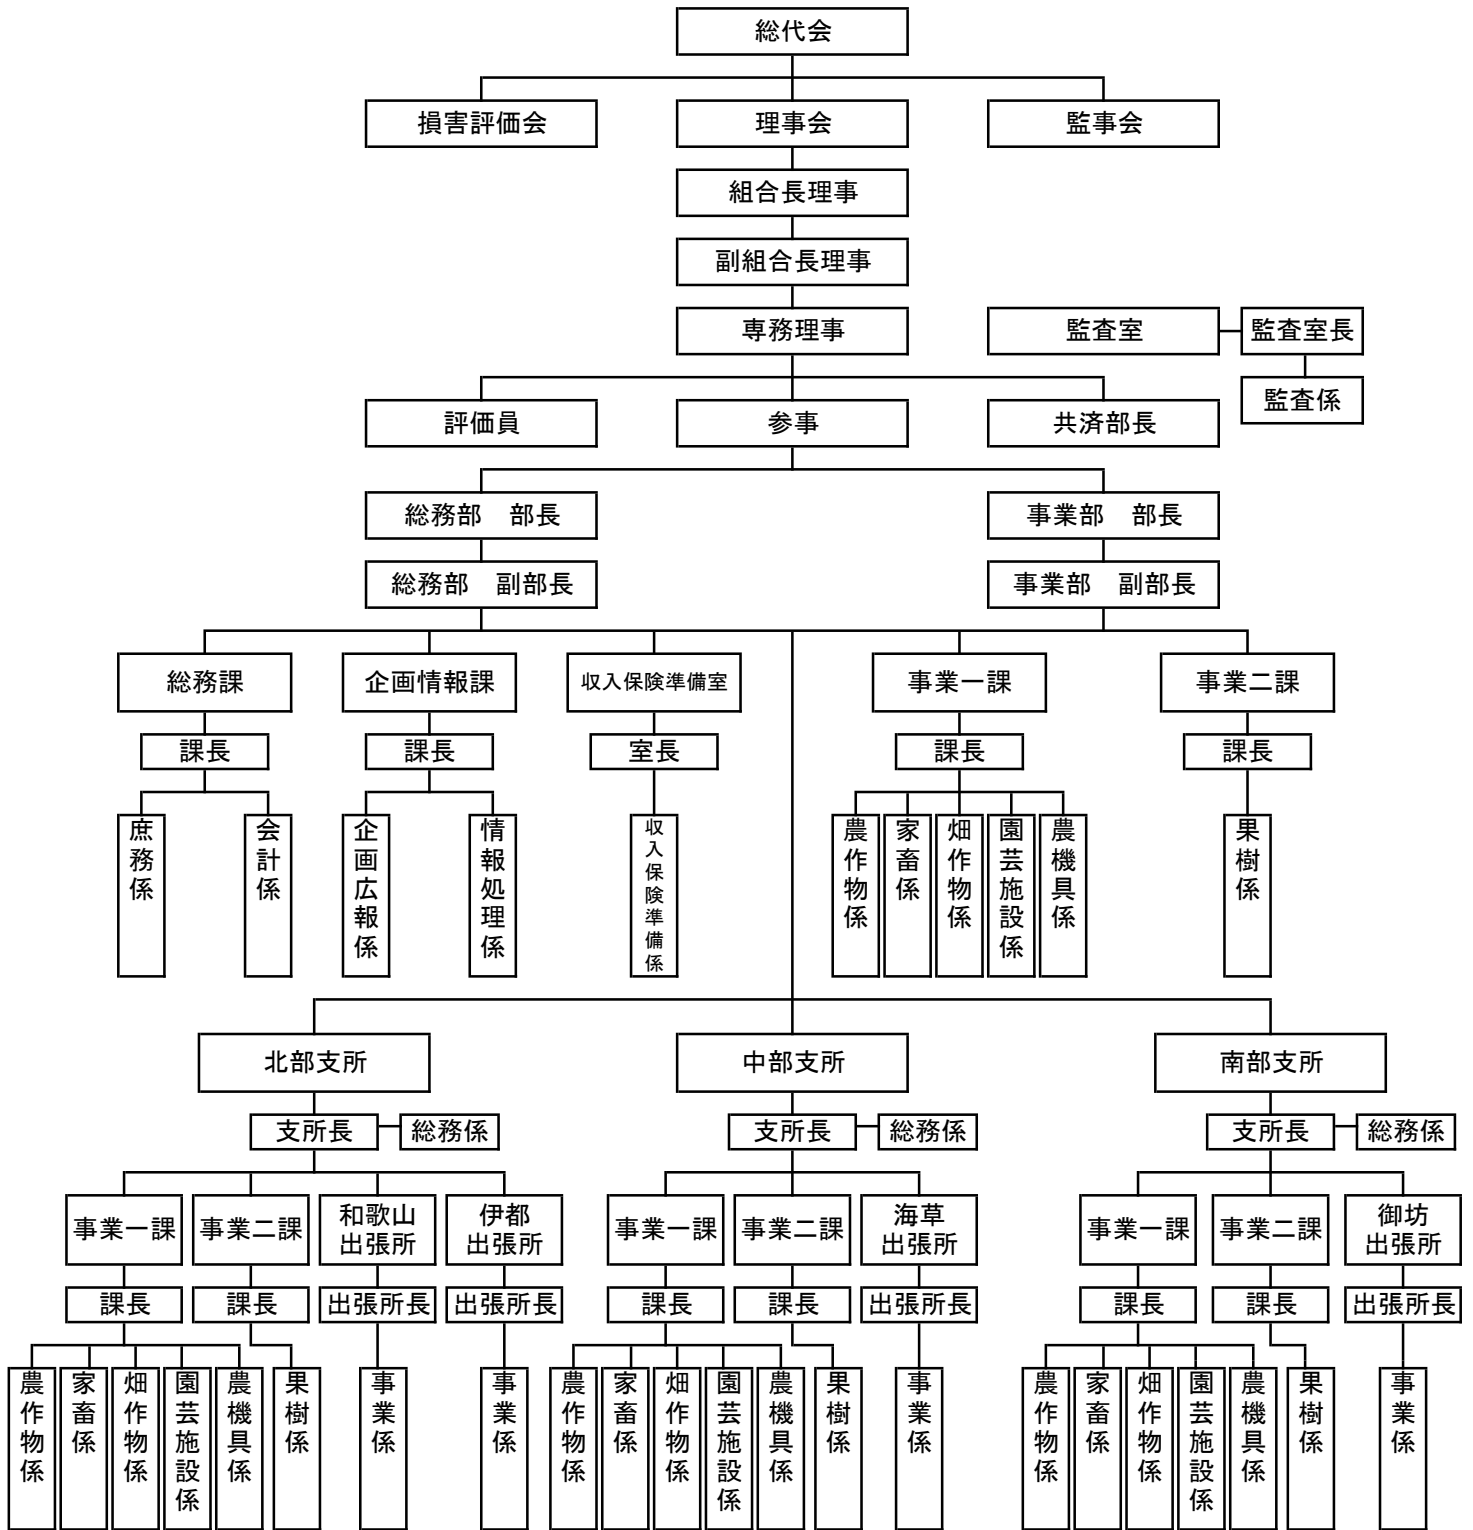 総代会
損害評価会
理事会
監事会
組合長理事
副組合長理事
専務理事
監査室
監査室長
監査係
評価員
参事
共済部長
総務部　部長
事業部　部長
総務部　副部長
事業部　副部長
総務課
企画情報課
収入保険準備室
事業一課
事業二課
課長
課長
室長
課長
課長
庶務係
会計係
企画広報係
情報処理係
収入保険準備係
農作物係
家畜係
畑作物係
園芸施設係
農機具係
果樹係
北部支所
中部支所
南部支所
支所長
総務係
支所長
総務係
支所長
総務係
事業一課
事業二課
和歌山
出張所
伊都
出張所
事業一課
事業二課
海草
出張所
事業一課
事業二課
御坊
出張所
課長
課長
出張所長
出張所長
課長
課長
出張所長
課長
課長
出張所長
農作物係
家畜係
畑作物係
園芸施設係
農機具係
果樹係
事業係
事業係
農作物係
家畜係
畑作物係
園芸施設係
農機具係
果樹係
事業係
農作物係
家畜係
畑作物係
園芸施設係
農機具係
果樹係
事業係